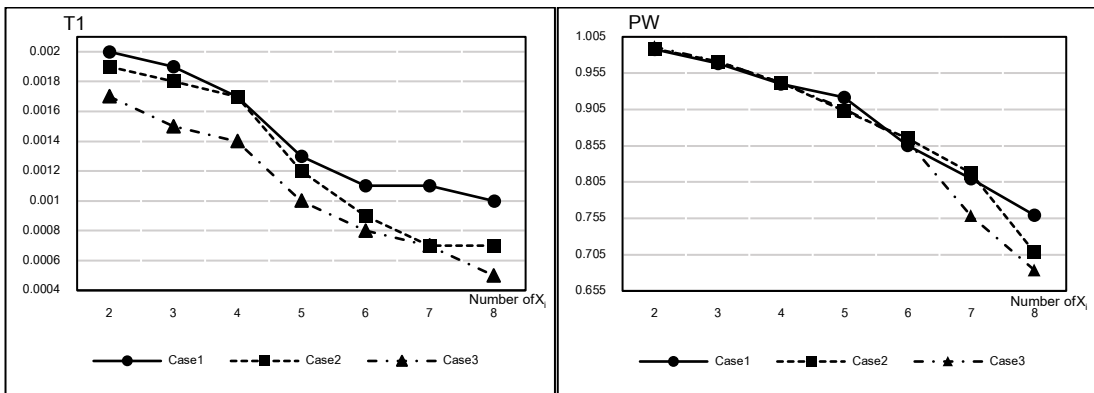 T1
0.002
0.0018
0.0016
0.0014
0.0012
0.001
0.0008
0.0006
0.0004
Number of Xi
2 3 4 5 6 7 8
Case1 Case2 Case3
PW
1.005
0.955
0.905
0.855
0.805
0.755
0.705
0.655
Number of Xi
2 3 4 5 6 7 8
Case1 Case2 Case3